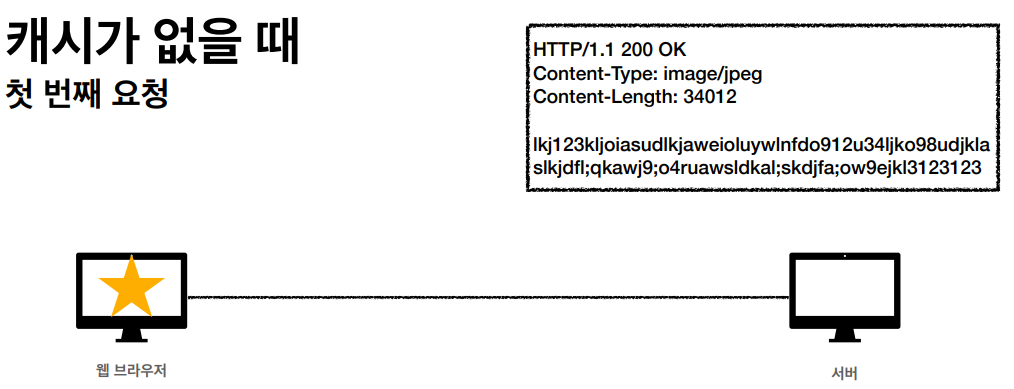 캐시가 없을 때
첫 번째 요청
HTTP/1.1 200 OK
Content-Type: image/jpeg
Content-Length: 34012
lkj123kljoiasudlkjaweioluywlnfdo912u34ljko98udjkla
slkjdfl;qkawj9;o4ruawsldkal;skdjfa;ow9ejkl3123123
웹 브라우저
서버